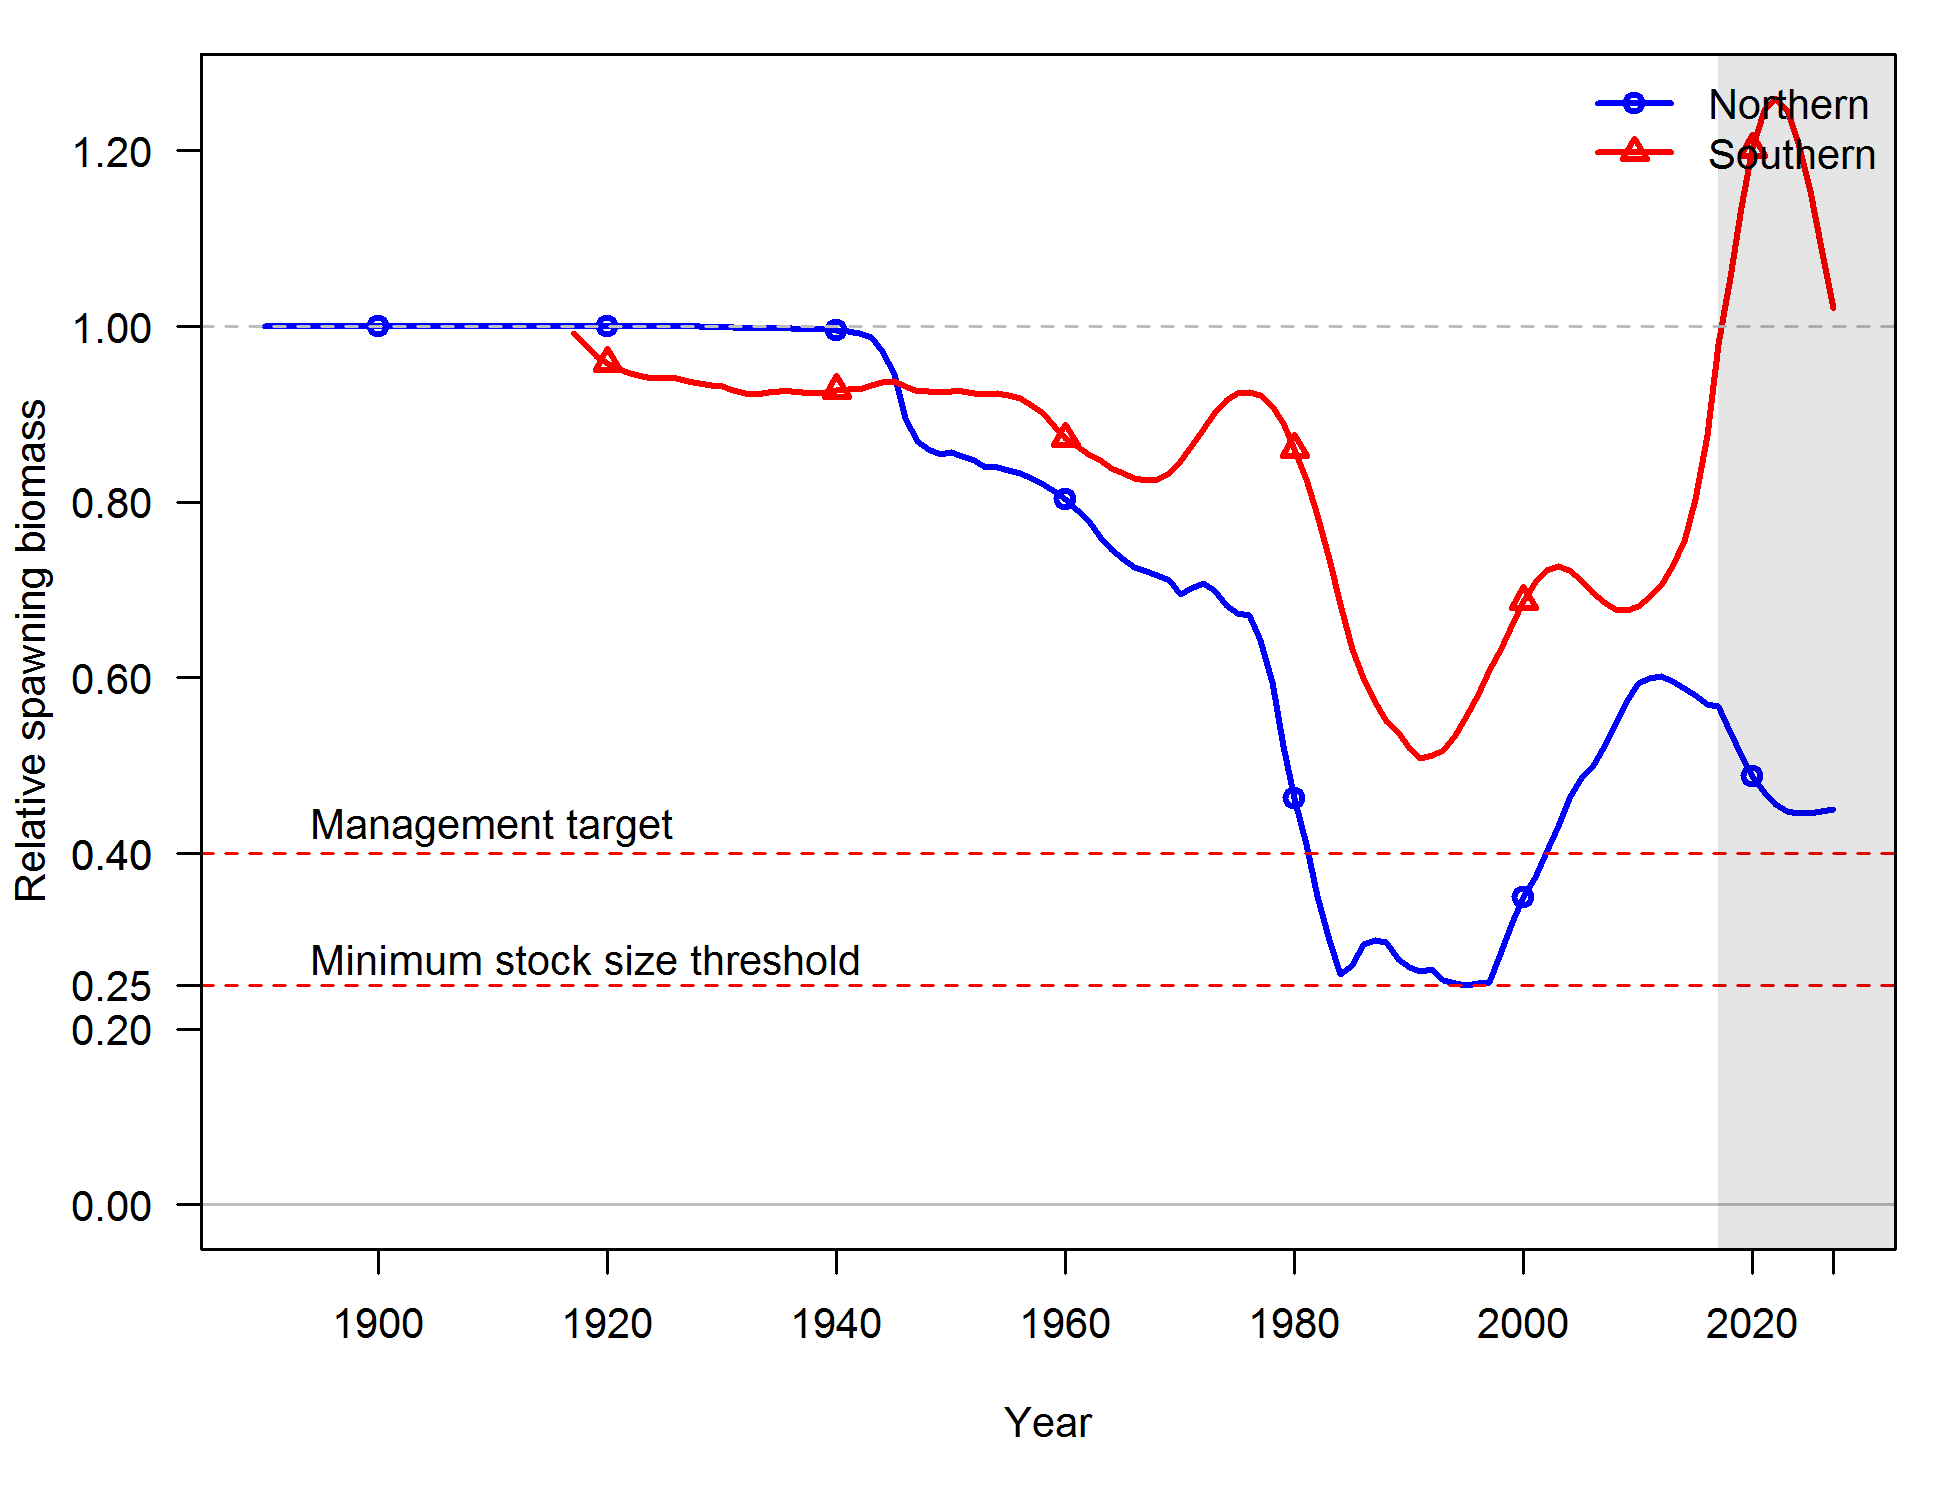 Northern
Southern
Relative spawning biomass
1.20
1.00
0.80
0.60
Management target
0.40
Minimum stock size threshold
0.25
0.20
0.00
1900 1920 1940 1960 1980 2000 2020
Year